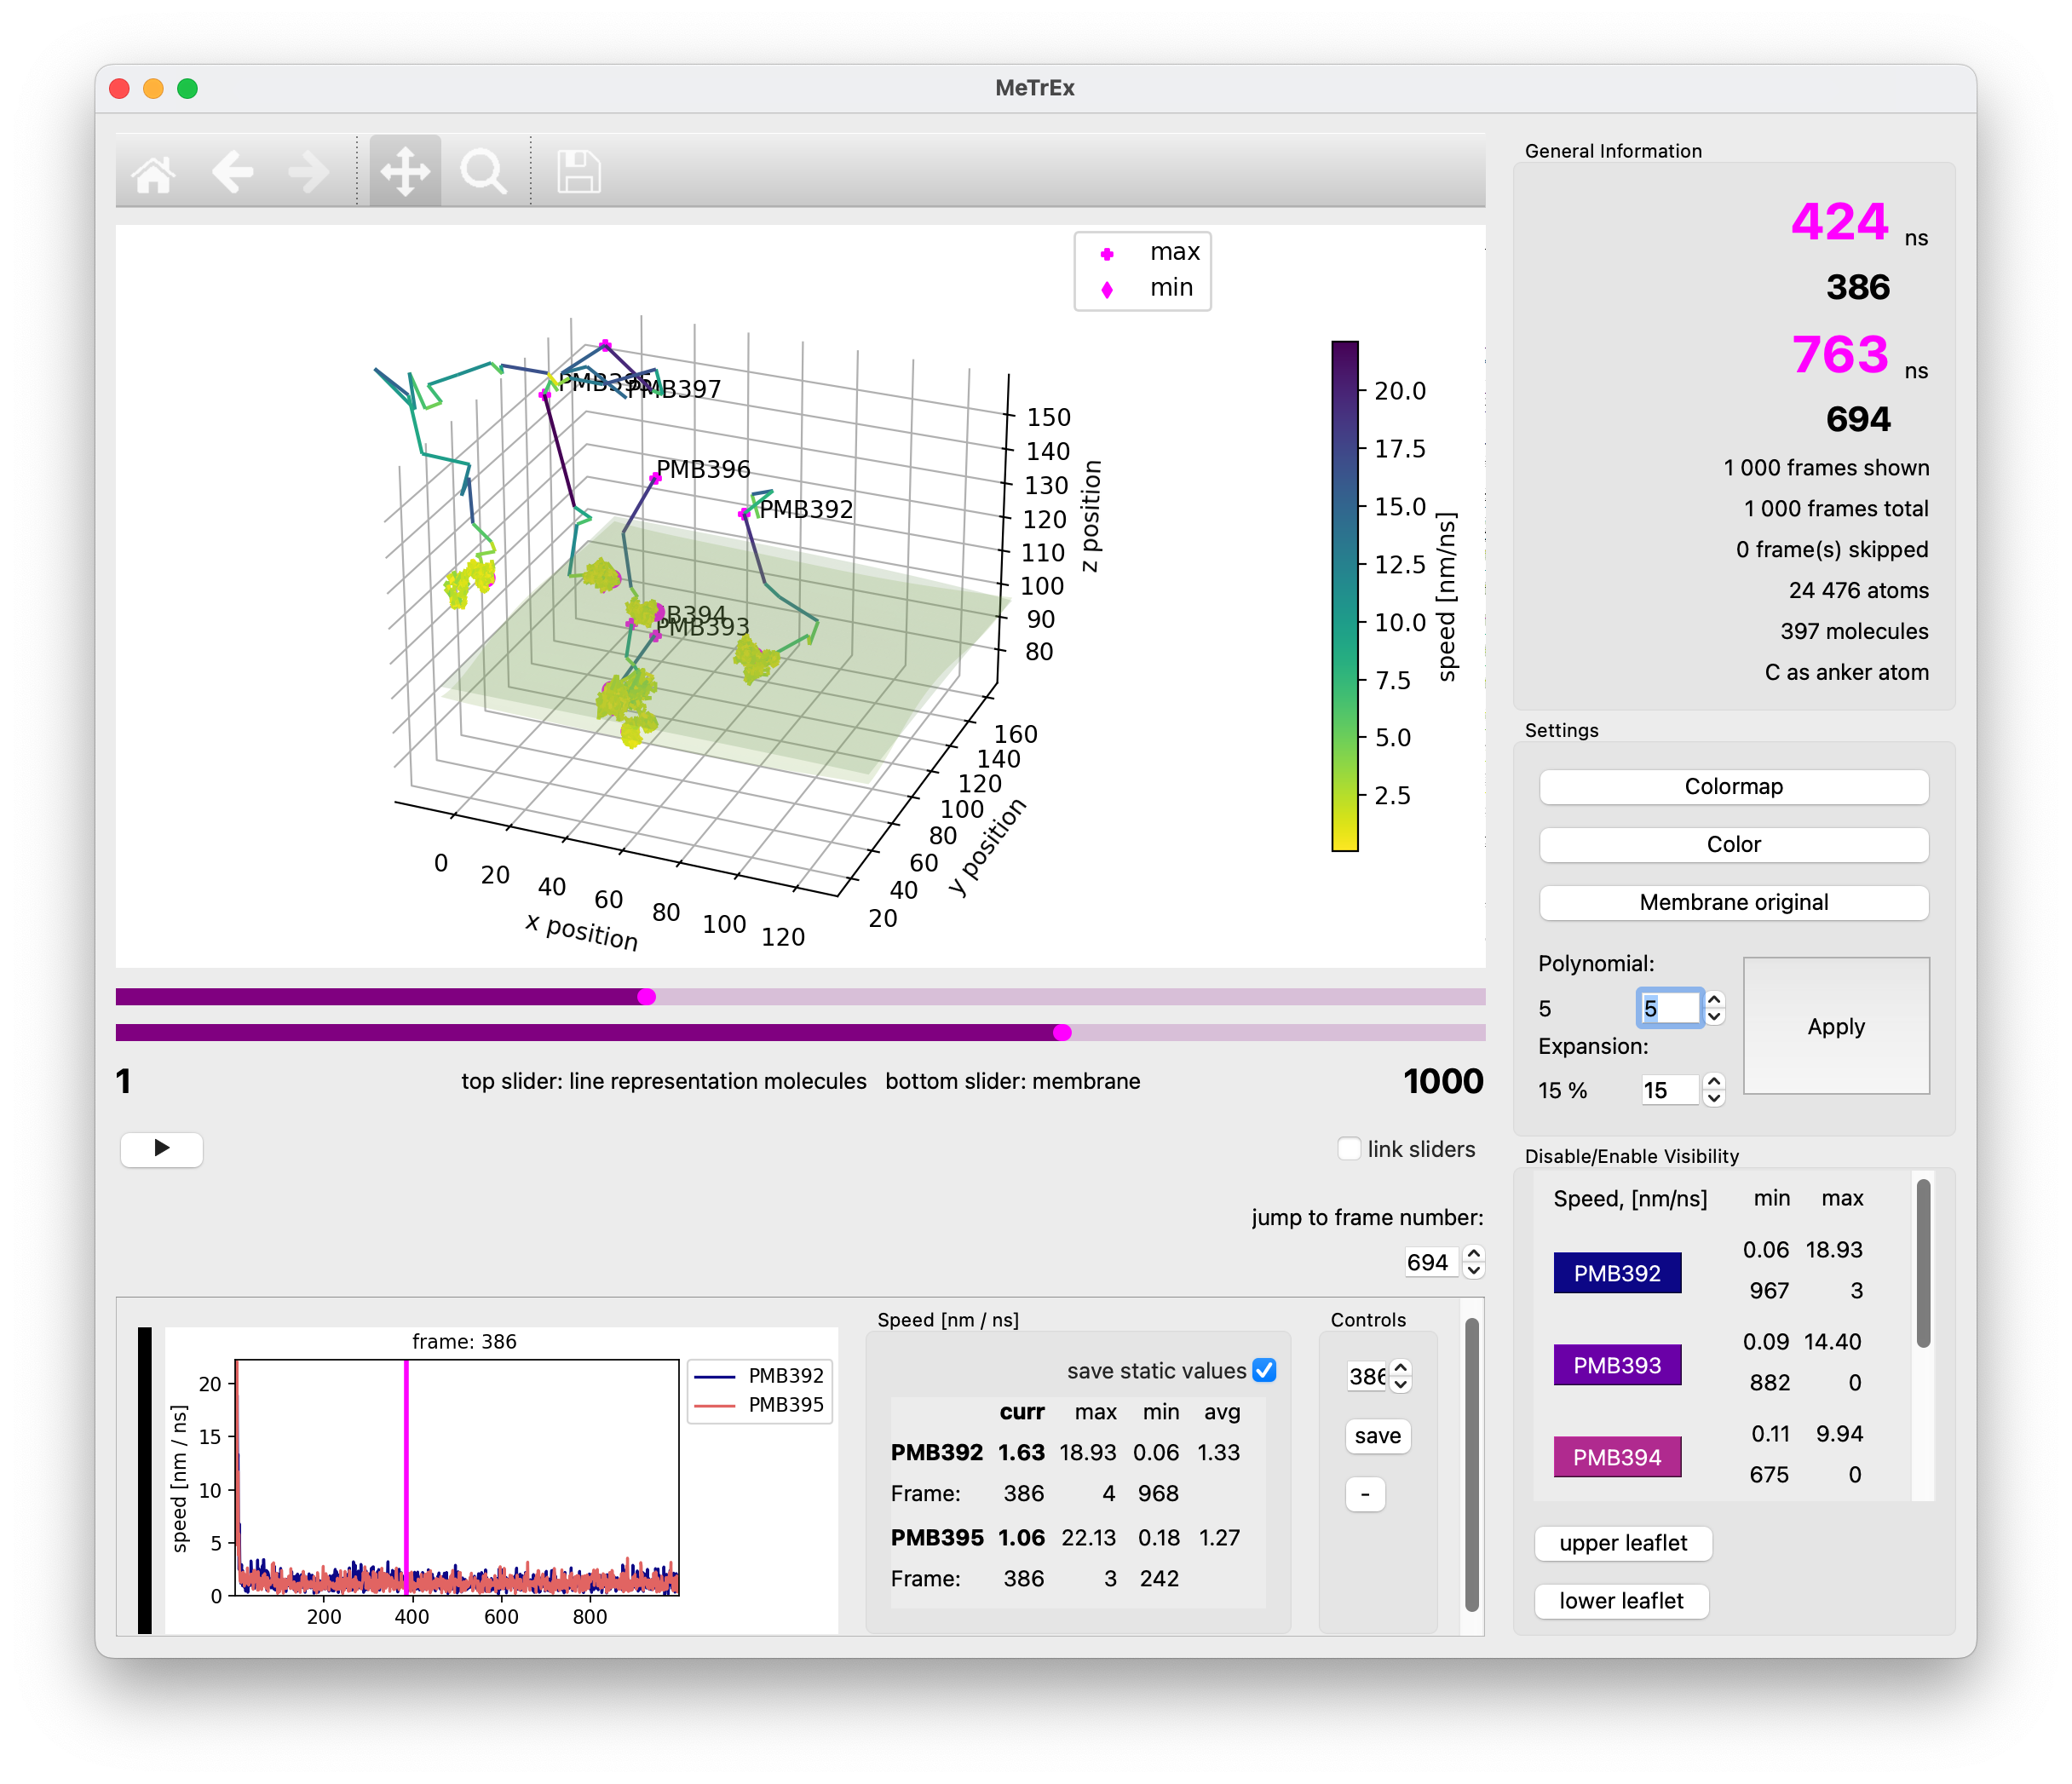 MeTrEx
max
min
PMB397
PMB396
PMB392
B394
PMB393
150
140
130
120
110
100
90
80
z position
160
140
120
100
80
60
40
20
y position
0
20
40
60
80
100
120
x position
20.0
17.5
15.0
12.5
10.0
7.5
5.0
2.5
speed [nm/ns]
1
top slider: line representation molecules bottom slider: membrane
1000
link sliders
jump to frame number:
694
frame: 386
20
15
10
5
0
speed [nm / ns]
200
400
600
800
PMB392
PMB395
Speed [nm / ns]
save static values
curr max min avg
PMB392 1.63 18.93 0.06 1.33
Frame: 386 4 968
PMB395 1.06 22.13 0.18 1.27
Frame: 386 3 242
Controls
386
save
-
General Information
424 ns
386
763 ns
694
1 000 frames shown
1 000 frames total
0 frame(s) skipped
24 476 atoms
397 molecules
C as anker atom
Settings
Colormap
Color
Membrane original
Polynomial:
5 5
Expansion:
15 % 15
Apply
Disable/Enable Visibility
Speed, [nm/ns] min max
0.06 18.93
PMB392
967 3
0.09 14.40
PMB393
882 0
0.11 9.94
PMB394
675 0
upper leaflet
lower leaflet